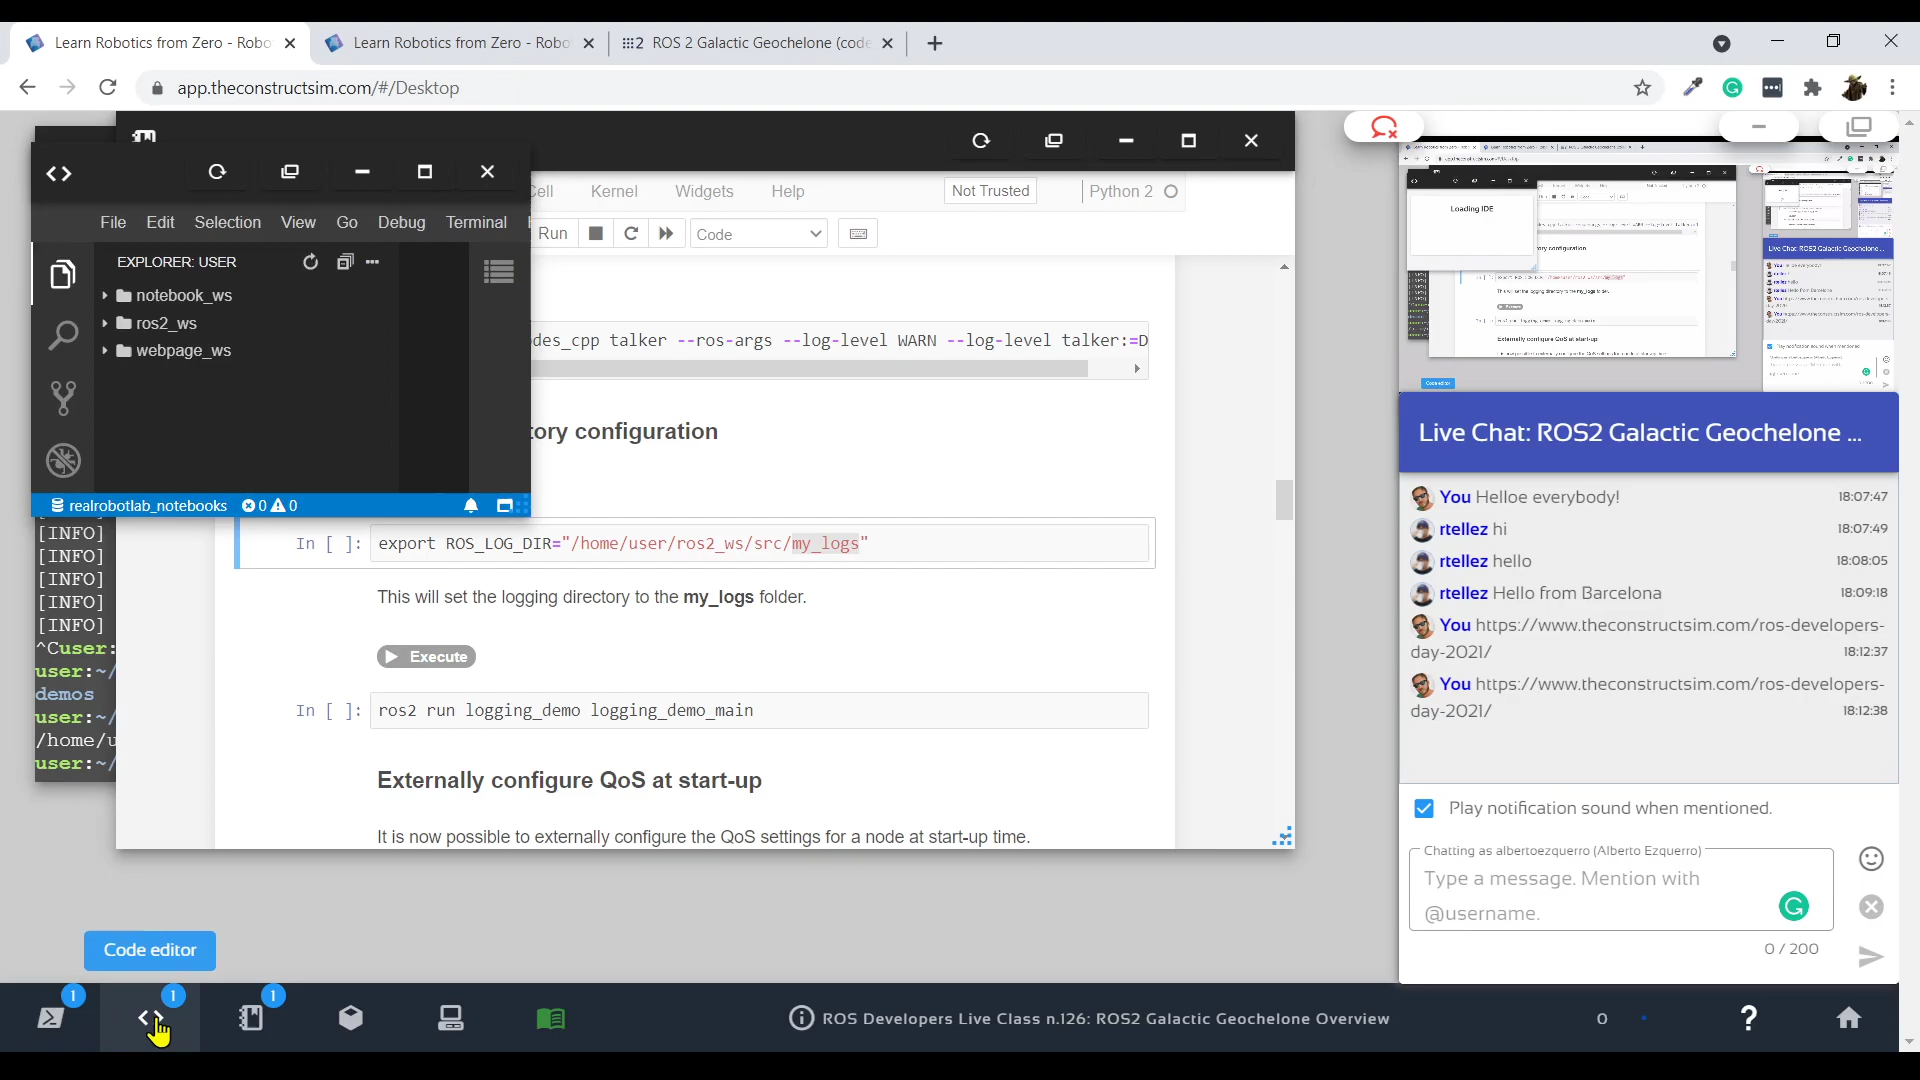 Learn Robotics from Zero - Robo
Learn Robotics from Zero - Robo
ROS 2 Galactic Geochelone (code
app.theconstructsim.com/#/Desktop
Cell Kernel Widgets Help
Not Trusted
Python 2
Run
Code
File Edit Selection View Go Debug Terminal
EXPLORER: USER
notebook_ws
ros2_ws
webpage_ws
realrobotlab_notebooks 0 0
des_cpp talker --ros-args --log-level WARN --log-level talker:=D
tory configuration
In [ ]: export ROS_LOG_DIR="/home/user/ros2_ws/src/my_logs"
This will set the logging directory to the my_logs folder.
Execute
In [ ]: ros2 run logging_demo logging_demo_main
Externally configure QoS at start-up
It is now possible to externally configure the QoS settings for a node at start-up time.
[INFO]
[INFO]
[INFO]
[INFO]
[INFO]
^Cuser:
user:~/
demos
user:~/
/home/u
user:~/
Loading IDE
Live Chat: ROS2 Galactic Geochelone ...
You Helloe everybody! 18:07:47
rtellez hi 18:07:49
rtellez hello 18:08:05
rtellez Hello from Barcelona 18:09:18
You https://www.theconstructsim.com/ros-developers-
day-2021/ 18:12:37
You https://www.theconstructsim.com/ros-developers-
day-2021/ 18:12:38
Play notification sound when mentioned.
Chatting as albertoezquerro (Alberto Ezquerro)
Type a message. Mention with
@username.
0 / 200
Code editor
1 1 1
ROS Developers Live Class n.126: ROS2 Galactic Geochelone Overview
0